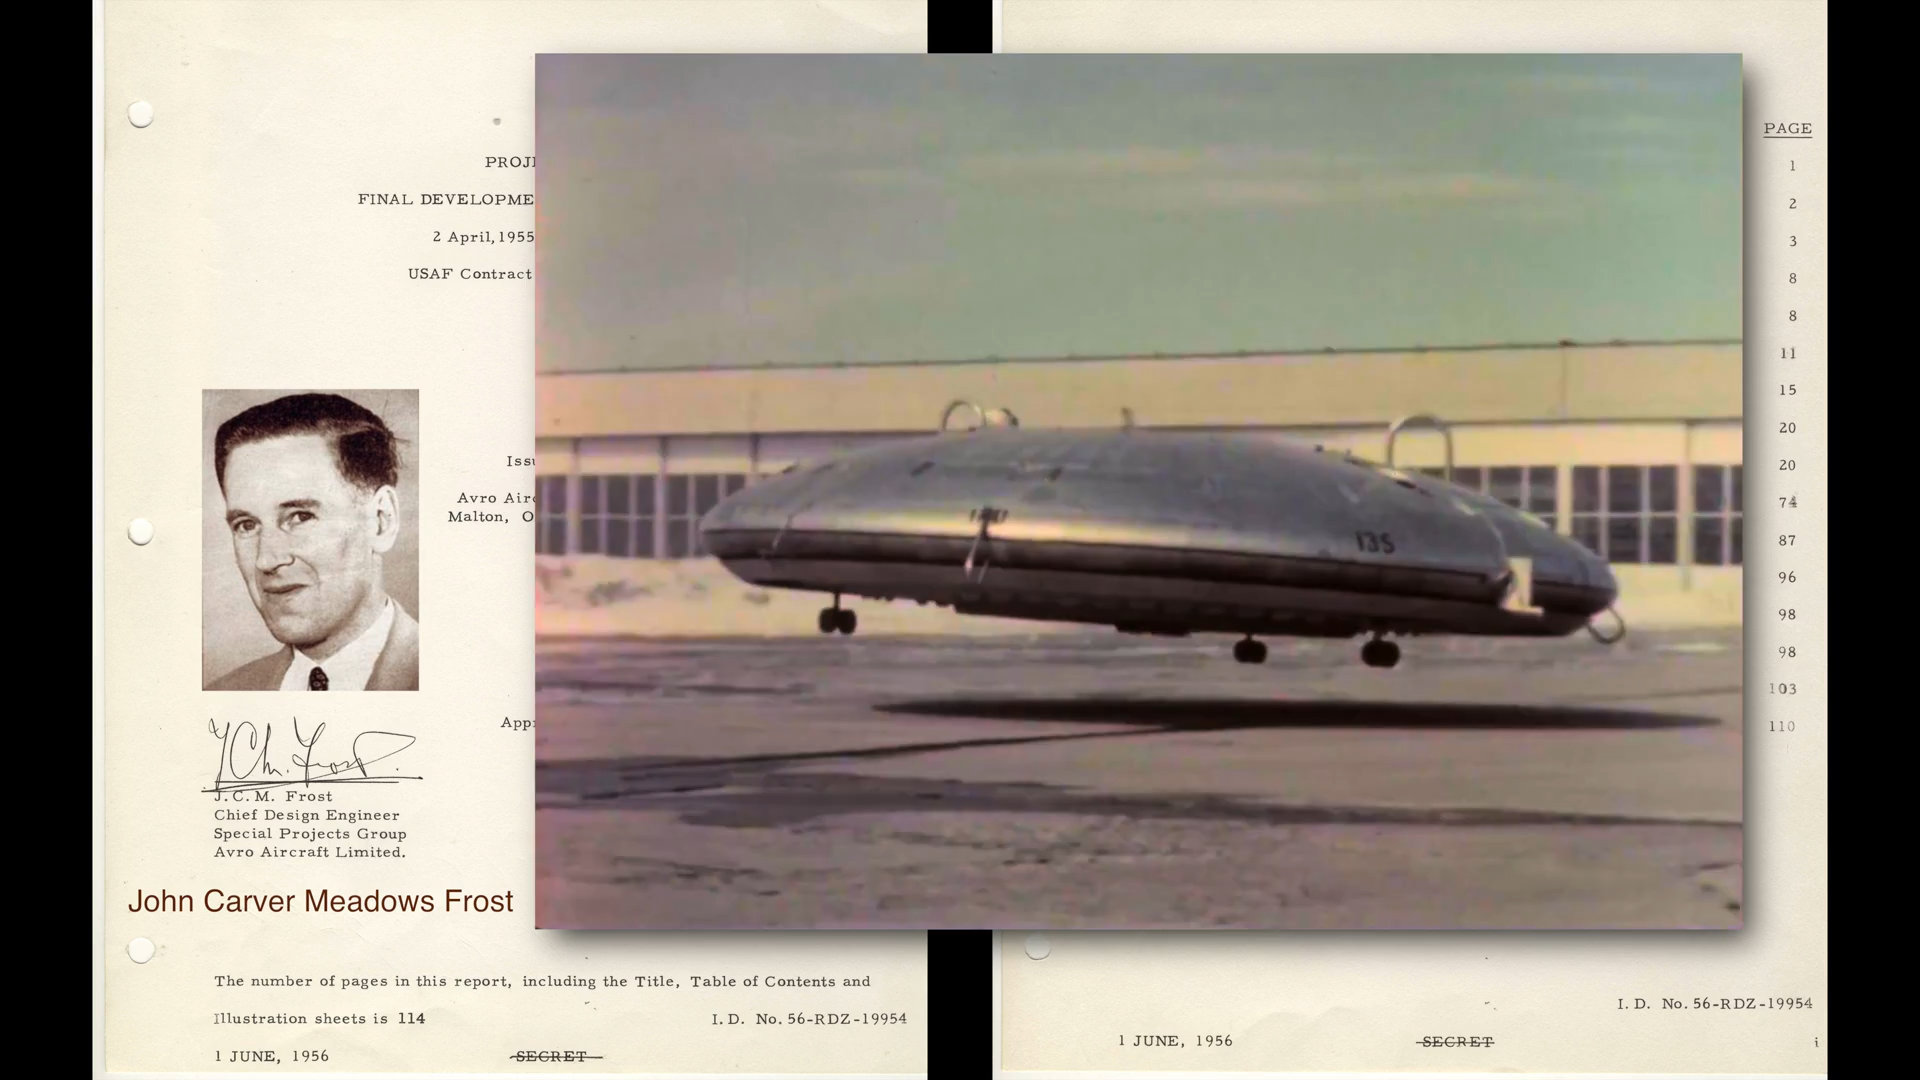 PROJ
FINAL DEVELOPME
2 April, 1955
USAF Contract
Issu
Avro Airc
Malton, O
App
J.C.M. Frost
Chief Design Engineer
Special Projects Group
Avro Aircraft Limited.
John Carver Meadows Frost
The number of pages in this report, including the Title, Table of Contents and
Illustration sheets is 114
I.D. No. 56-RDZ-19954
1 JUNE, 1956
SECRET
135
PAGE
1
2
3
8
8
11
15
20
20
74
87
96
98
98
103
110
I.D. No. 56-RDZ-19954
1 JUNE, 1956
SECRET
i